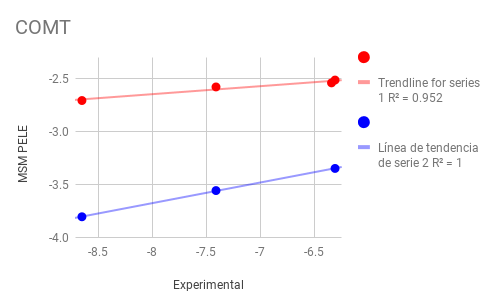 COMT
-2.5
-3.0
-3.5
-4.0
-8.5
-8
-7.5
-7
-6.5
MSM PELE
Experimental
Trendline for series
1 R² = 0.952
Línea de tendencia
de serie 2 R² = 1